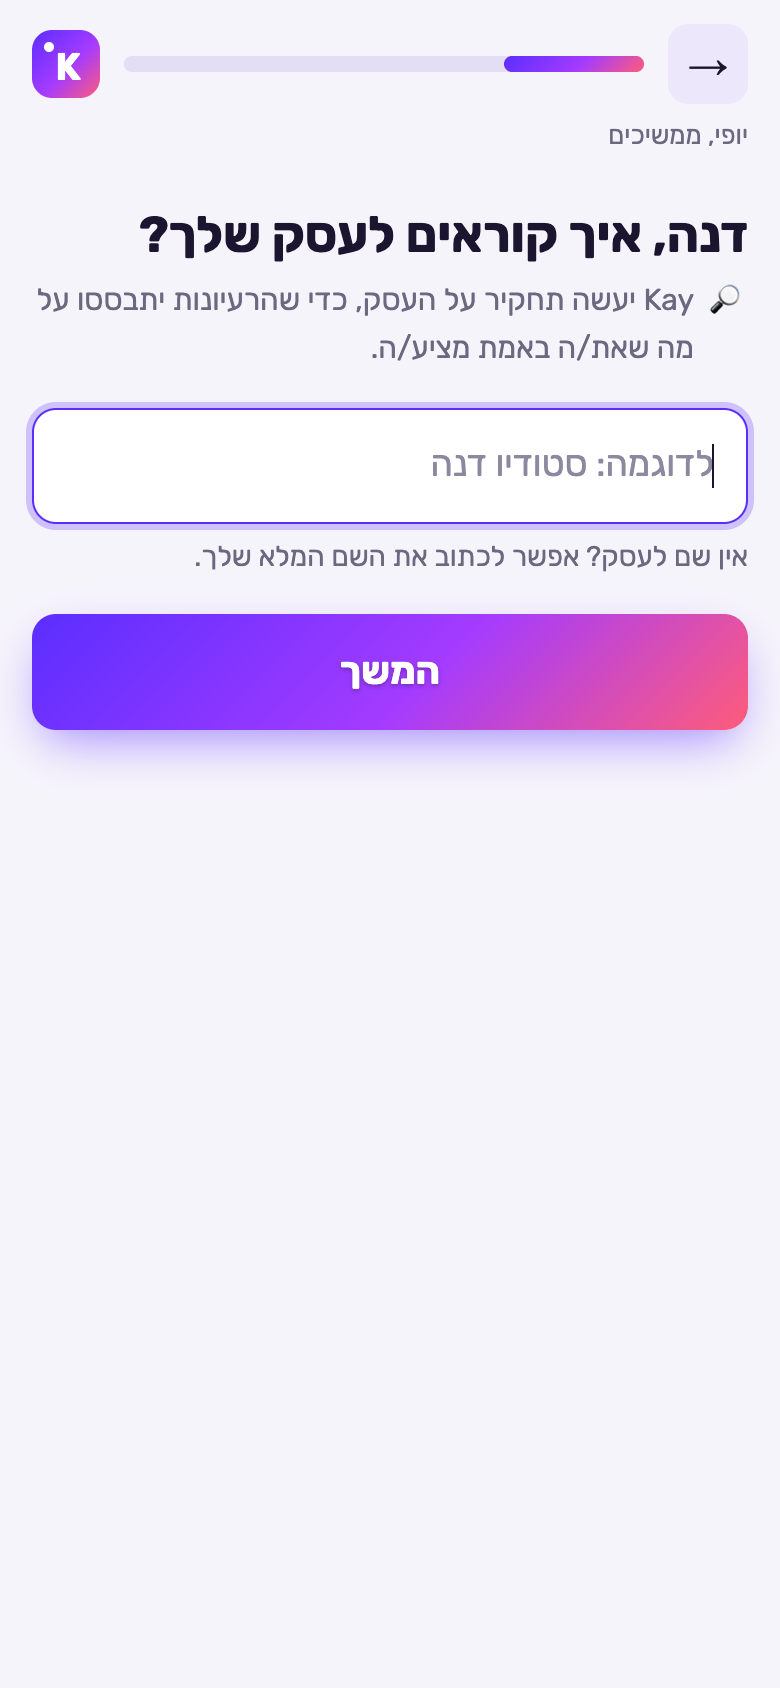 K
יופי, ממשיכים
דנה, איך קוראים לעסק שלך?
Kay יעשה תחקיר על העסק, כדי שהרעיונות יתבססו על
מה שאת/ה באמת מציע/ה.
לדוגמה: סטודיו דנה
אין שם לעסק? אפשר לכתוב את השם המלא שלך.
המשך